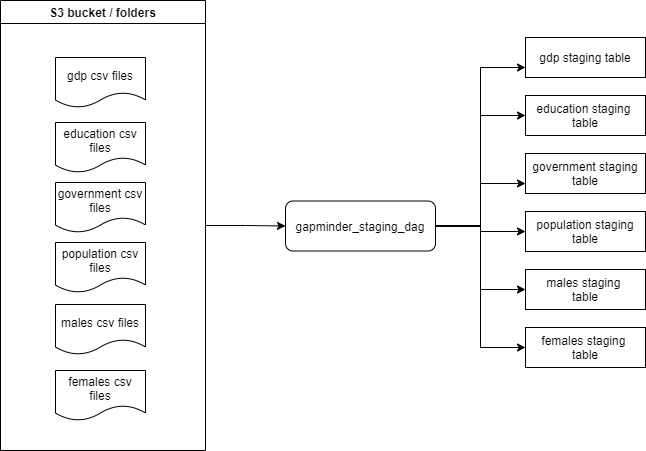 S3 bucket / folders
gdp csv files
education csv
files
government csv
files
population csv
files
males csv files
females csv
files
gapminder_staging_dag
gdp staging table
education staging
table
government staging
table
population staging
table
males staging
table
females staging
table